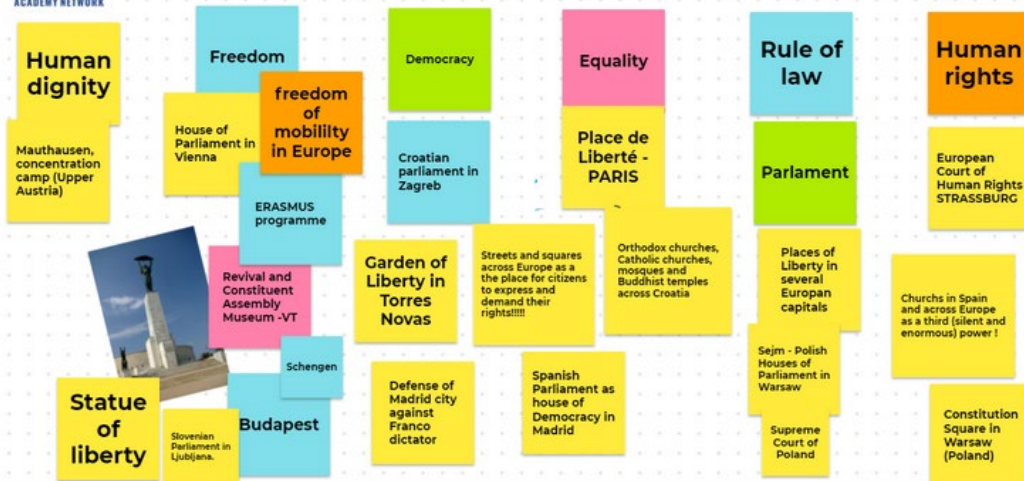 ACADEMY NETWORK
Human
dignity
Mauthausen,
concentration
camp (Upper
Austria)
Freedom
freedom
of
mobililty
in Europe
House of
Parliament in
Vienna
ERASMUS
programme
Revival and
Constituent
Assembly
Museum -VT
Schengen
Statue
of
liberty
Slovenian
Parliament in
Ljubljana.
Budapest
Democracy
Croatian
parliament in
Zagreb
Garden of
Liberty in
Torres
Novas
Streets and squares
across Europe as a
the place for citizens
to express and
demand their
rights!!!!!
Defense of
Madrid city
against
Franco
dictator
Equality
Place de
Liberté -
PARIS
Orthodox churches,
Catholic churches,
mosques and
Buddhist temples
across Croatia
Spanish
Parliament as
house of
Democracy in
Madrid
Rule of
law
Parlament
Places of
Liberty in
several
Europan
capitals
Sejm - Polish
Houses of
Parliament in
Warsaw
Supreme
Court of
Poland
Human
rights
European
Court of
Human Rights
STRASSBURG
Churchs in Spain
and across Europe
as a third (silent and
enormous) power !
Constitution
Square in
Warsaw
(Poland)